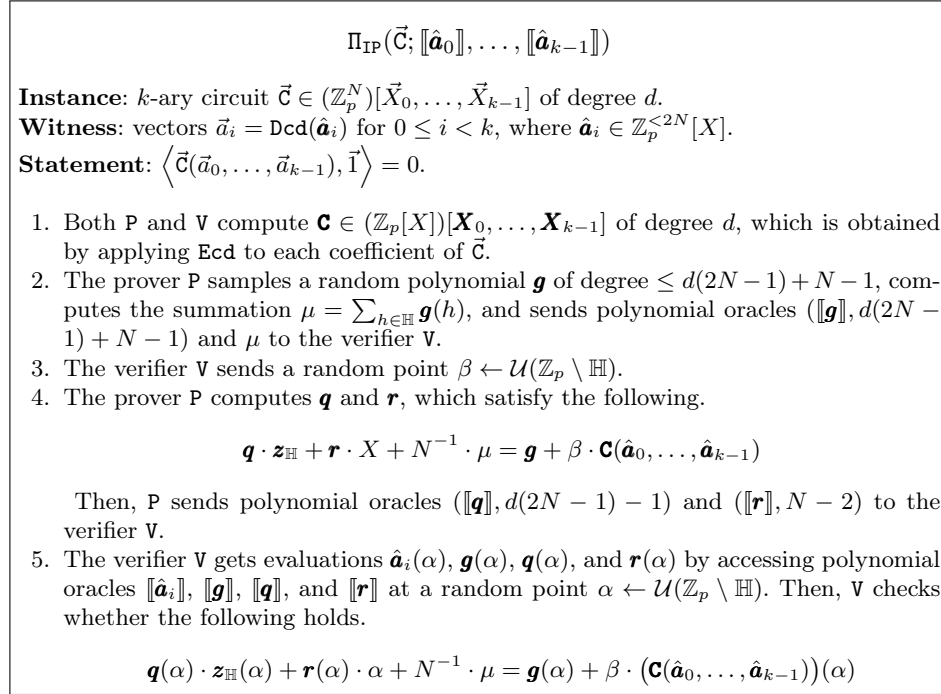 Π_IP(C⃗; ⟦â_0⟧, . . . , ⟦â_{k−1}⟧)
Instance: k-ary circuit C⃗ ∈ (ℤ_p^N)[X⃗_0, . . . , X⃗_{k−1}] of degree d.
Witness: vectors a⃗_i = Dcd(â_i) for 0 ≤ i < k, where â_i ∈ ℤ_p^{<2N}[X].
Statement: ⟨C⃗(a⃗_0, . . . , a⃗_{k−1}), 1⃗⟩ = 0.
1. Both P and V compute C ∈ (ℤ_p[X])[X_0, . . . , X_{k−1}] of degree d, which is obtained
by applying Ecd to each coefficient of C⃗.
2. The prover P samples a random polynomial g of degree ≤ d(2N − 1) + N − 1, com-
putes the summation μ = ∑_{h∈ℍ} g(h), and sends polynomial oracles (⟦g⟧, d(2N −
1) + N − 1) and μ to the verifier V.
3. The verifier V sends a random point β ← 𝒰(ℤ_p \ ℍ).
4. The prover P computes q and r, which satisfy the following.
q · z_ℍ + r · X + N^{−1} · μ = g + β · C(â_0, . . . , â_{k−1})
Then, P sends polynomial oracles (⟦q⟧, d(2N − 1) − 1) and (⟦r⟧, N − 2) to the
verifier V.
5. The verifier V gets evaluations â_i(α), g(α), q(α), and r(α) by accessing polynomial
oracles ⟦â_i⟧, ⟦g⟧, ⟦q⟧, and ⟦r⟧ at a random point α ← 𝒰(ℤ_p \ ℍ). Then, V checks
whether the following holds.
q(α) · z_ℍ(α) + r(α) · α + N^{−1} · μ = g(α) + β · (C(â_0, . . . , â_{k−1}))(α)